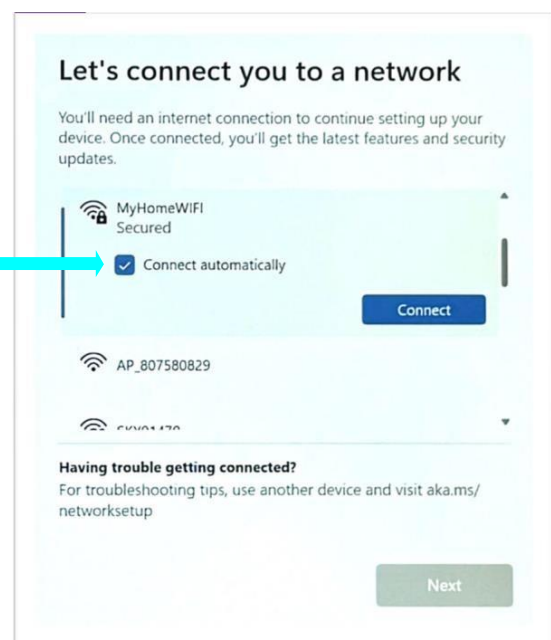 Let's connect you to a network
You'll need an internet connection to continue setting up your
device. Once connected, you'll get the latest features and security
updates.
MyHomeWIFI
Secured
Connect automatically
Connect
AP_807580829
Having trouble getting connected?
For troubleshooting tips, use another device and visit aka.ms/
networksetup
Next